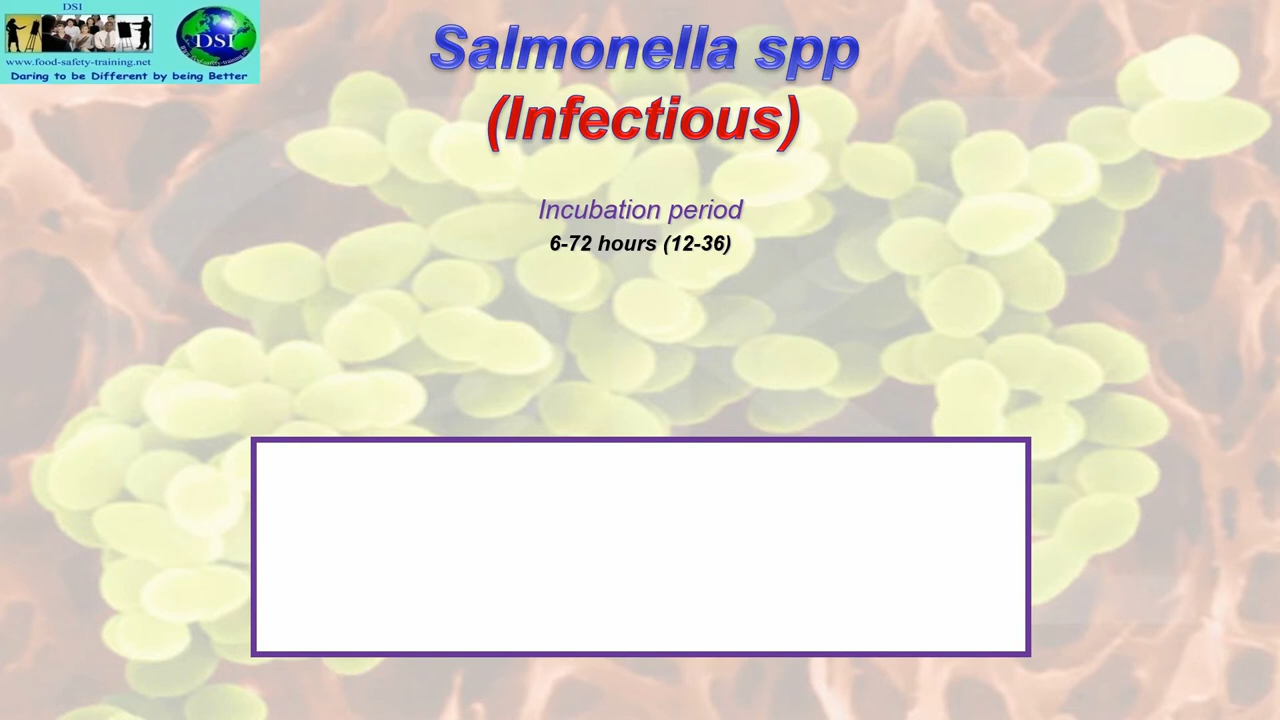 DSI
DSI
www.food-safety-training.net
Daring to be Different by being Better
Salmonella spp
(Infectious)
Incubation period
6-72 hours (12-36)